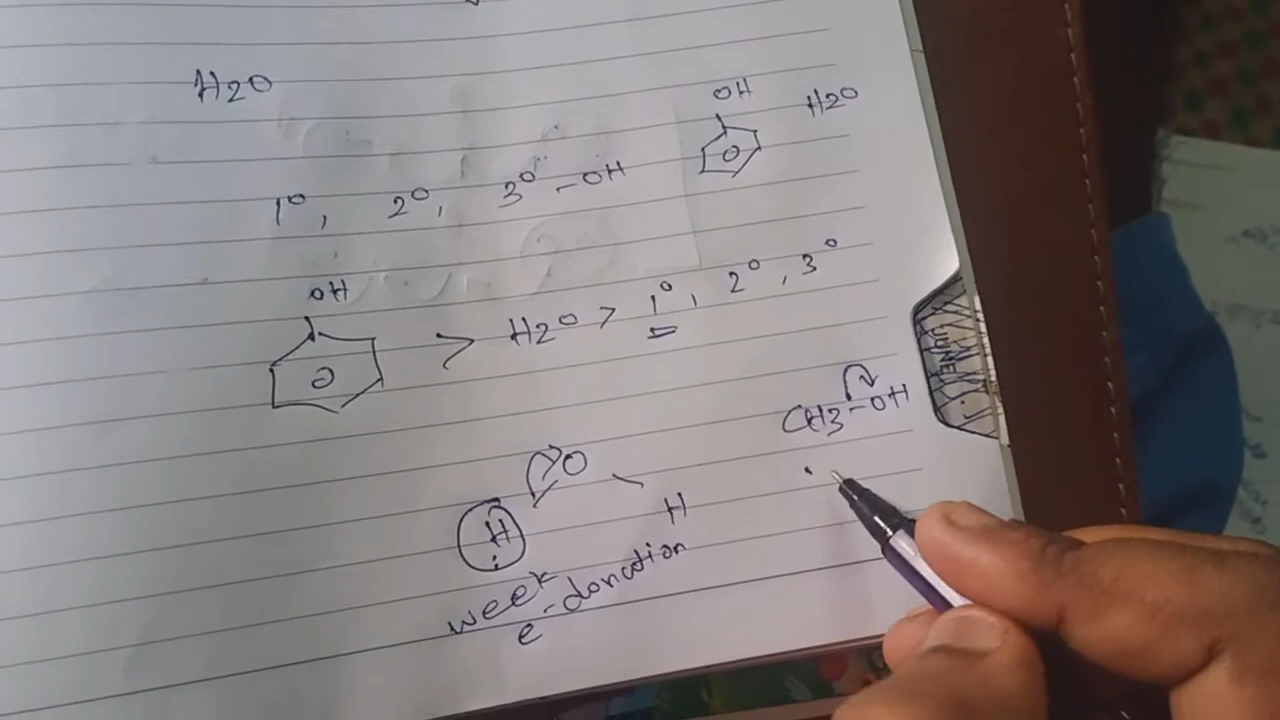 H2O
OH
H2O
1°, 2°, 3° -OH
OH
> H2O > 1°, 2°, 3°
CH3-OH
O
H
H
week
e-donation